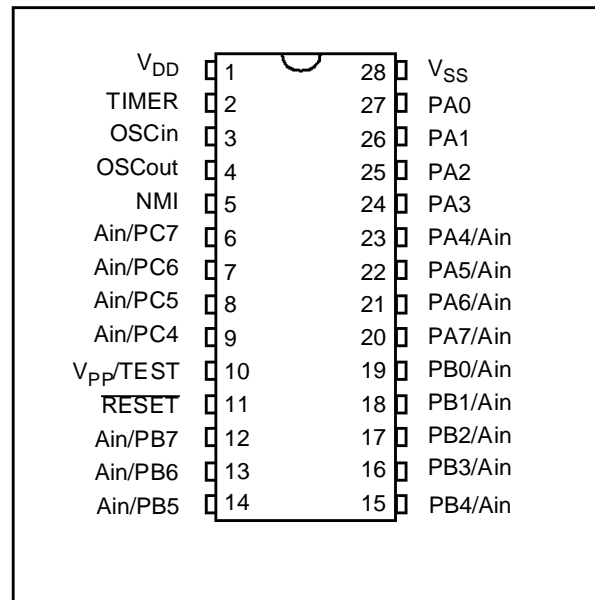 VDD 1 28 VSS
TIMER 2 27 PA0
OSCin 3 26 PA1
OSCout 4 25 PA2
NMI 5 24 PA3
Ain/PC7 6 23 PA4/Ain
Ain/PC6 7 22 PA5/Ain
Ain/PC5 8 21 PA6/Ain
Ain/PC4 9 20 PA7/Ain
VPP/TEST 10 19 PB0/Ain
RESET 11 18 PB1/Ain
Ain/PB7 12 17 PB2/Ain
Ain/PB6 13 16 PB3/Ain
Ain/PB5 14 15 PB4/Ain